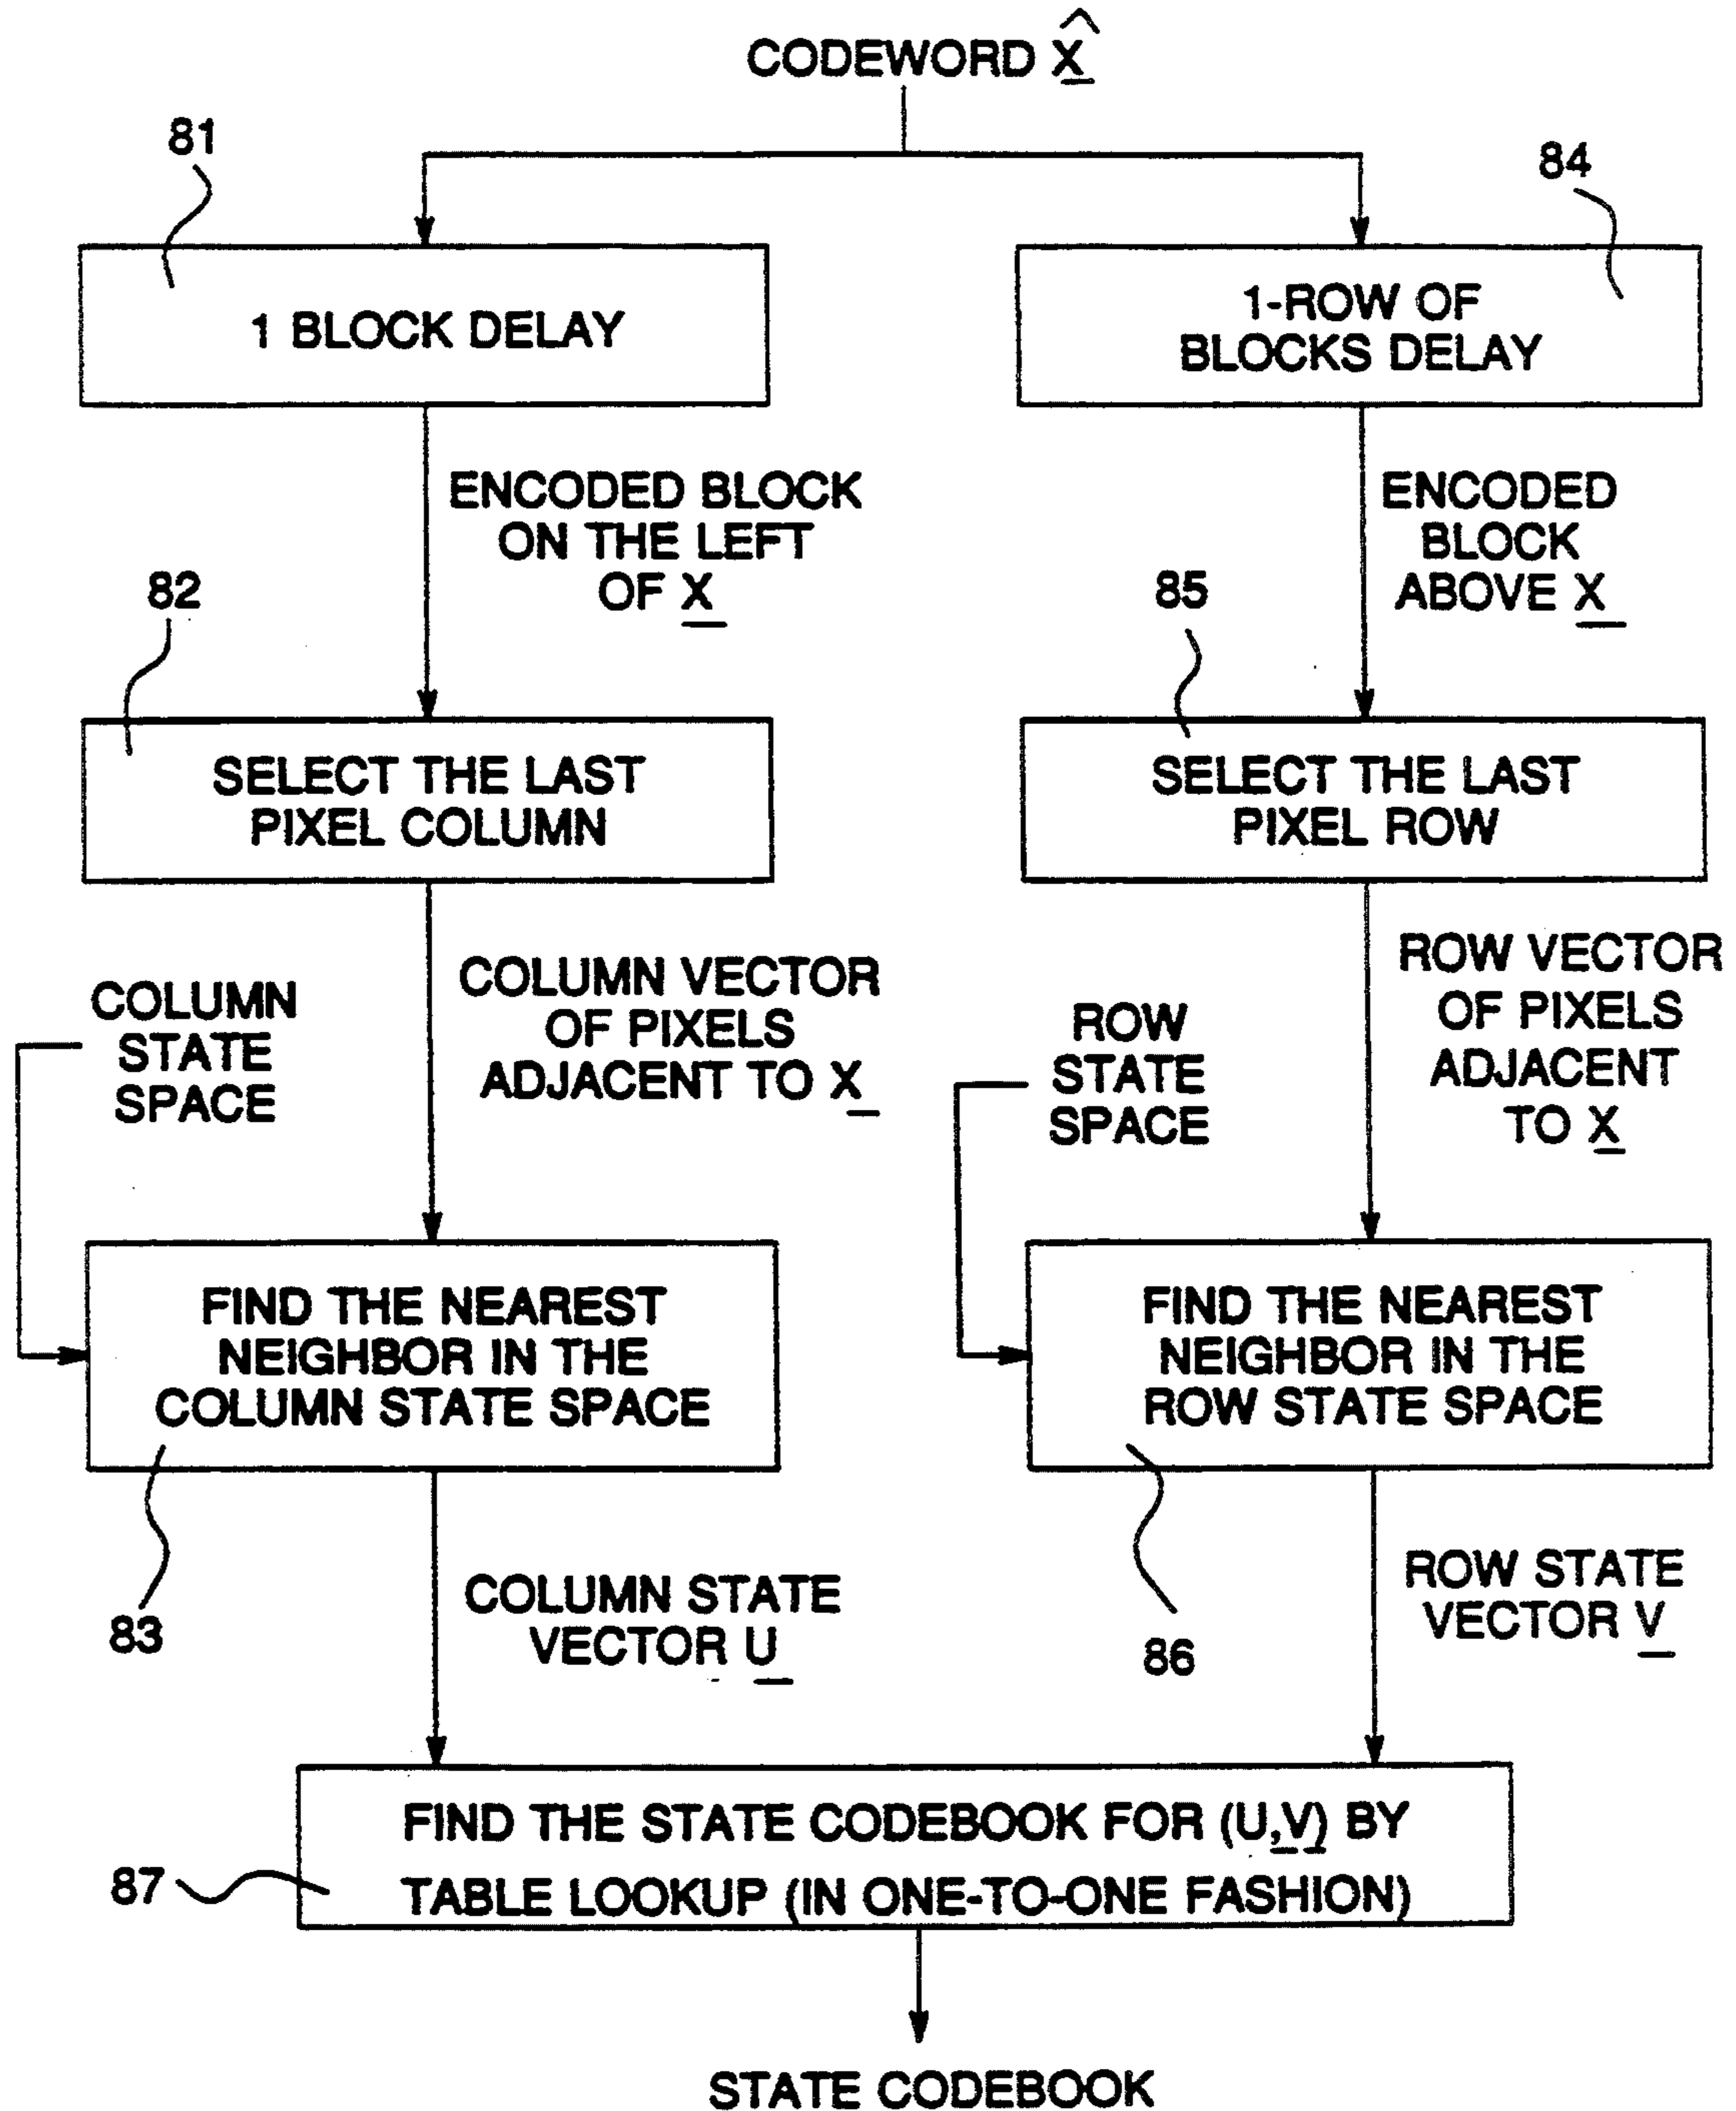 CODEWORD X̂
81
84
1 BLOCK DELAY
1-ROW OF
BLOCKS DELAY
ENCODED BLOCK
ON THE LEFT
OF X
ENCODED
BLOCK
ABOVE X
82
85
SELECT THE LAST
PIXEL COLUMN
SELECT THE LAST
PIXEL ROW
COLUMN
STATE
SPACE
COLUMN VECTOR
OF PIXELS
ADJACENT TO X
ROW
STATE
SPACE
ROW VECTOR
OF PIXELS
ADJACENT
TO X
FIND THE NEAREST
NEIGHBOR IN THE
COLUMN STATE SPACE
FIND THE NEAREST
NEIGHBOR IN THE
ROW STATE SPACE
83
COLUMN STATE
VECTOR U
86
ROW STATE
VECTOR V
FIND THE STATE CODEBOOK FOR (U,V) BY
TABLE LOOKUP (IN ONE-TO-ONE FASHION)
87
STATE CODEBOOK